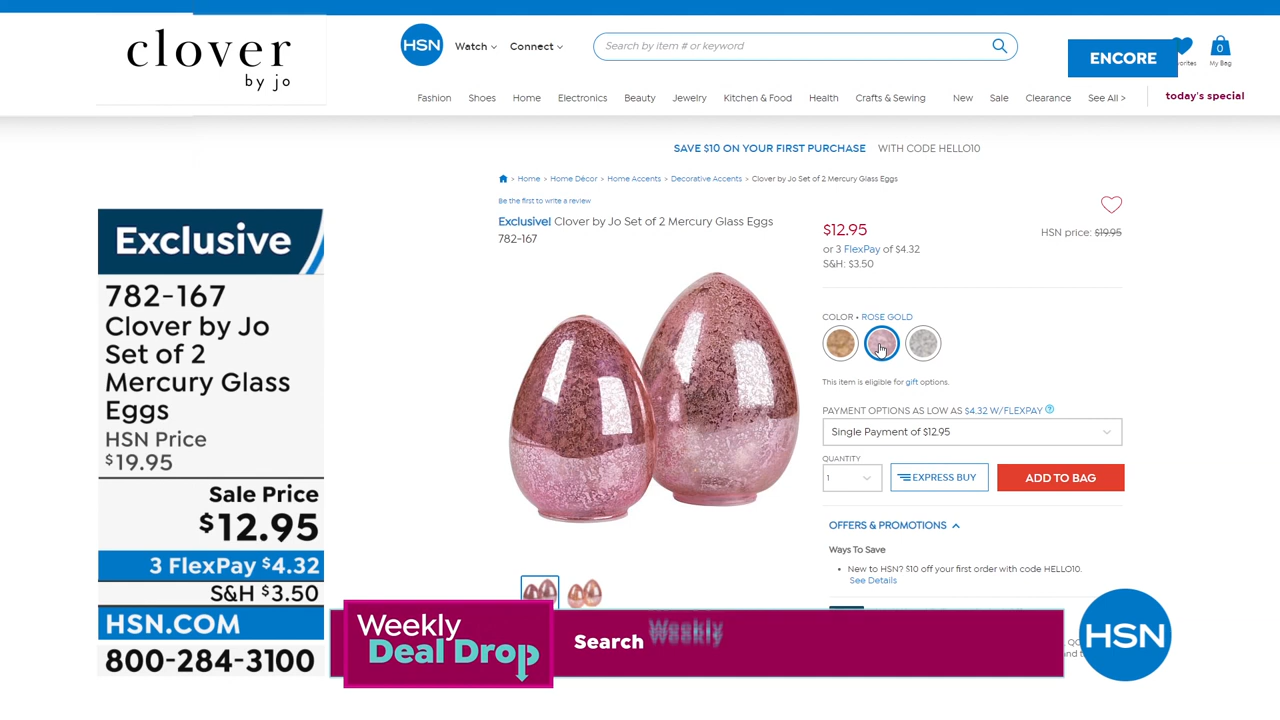 clover
by jo
HSN
Watch
Connect
Search by item # or keyword
ENCORE
0
My Bag
Fashion Shoes Home Electronics Beauty Jewelry Kitchen & Food Health Crafts & Sewing New Sale Clearance See All > today's special
SAVE $10 ON YOUR FIRST PURCHASE WITH CODE HELLO10
> Home > Home Décor > Home Accents > Decorative Accents > Clover by Jo Set of 2 Mercury Glass Eggs
Be the first to write a review
Exclusive! Clover by Jo Set of 2 Mercury Glass Eggs
782-167
$12.95
HSN price: $19.95
or 3 FlexPay of $4.32
S&H: $3.50
COLOR • ROSE GOLD
This item is eligible for gift options.
PAYMENT OPTIONS AS LOW AS $4.32 W/FLEXPAY ?
Single Payment of $12.95
QUANTITY
1
EXPRESS BUY
ADD TO BAG
OFFERS & PROMOTIONS
Ways To Save
• New to HSN? $10 off your first order with code HELLO10.
See Details
Exclusive
782-167
Clover by Jo
Set of 2
Mercury Glass
Eggs
HSN Price
$19.95
Sale Price
$12.95
3 FlexPay $4.32
S&H $3.50
HSN.COM
800-284-3100
Weekly
Deal Drop
Search Weekly
HSN